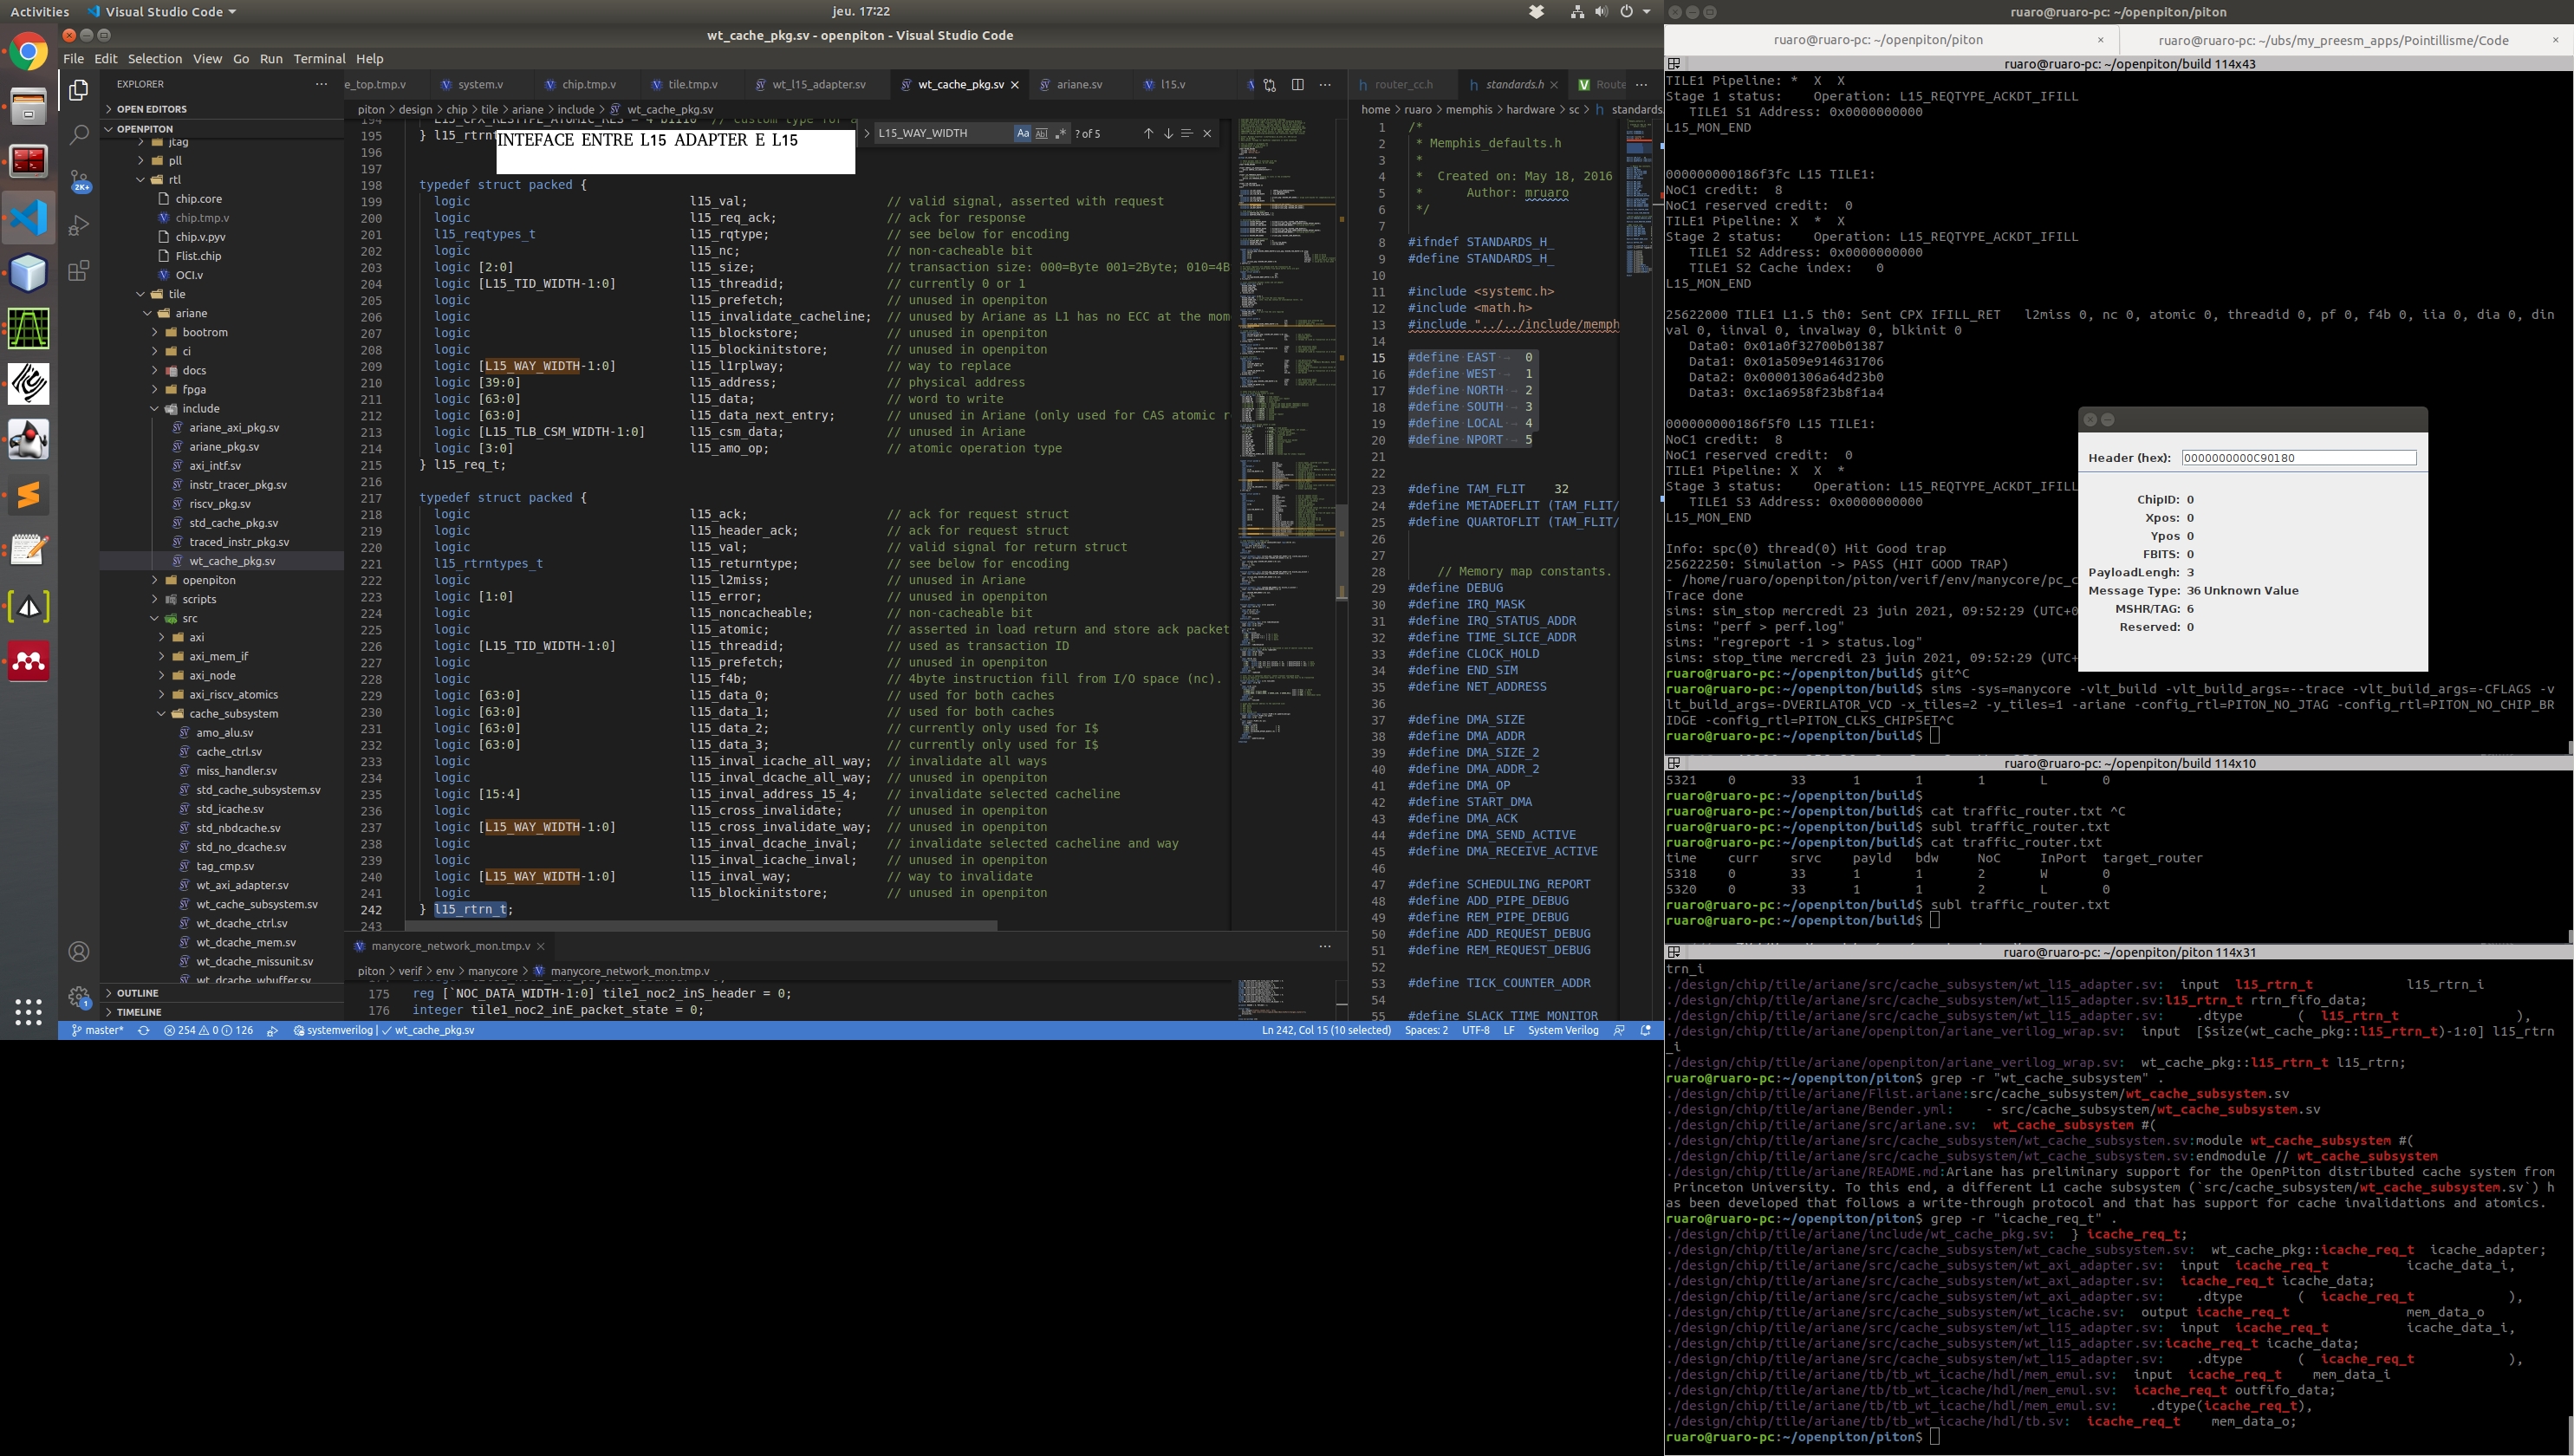 Activities
Visual Studio Code
jeu. 17:22
wt_cache_pkg.sv - openpiton - Visual Studio Code
File Edit Selection View Go Run Terminal Help
EXPLORER
OPEN EDITORS
OPENPITON
jtag
pll
rtl
chip.core
chip.tmp.v
chip.v.pyv
Flist.chip
OCI.v
tile
ariane
bootrom
ci
docs
fpga
include
ariane_axi_pkg.sv
ariane_pkg.sv
axi_intf.sv
instr_tracer_pkg.sv
riscv_pkg.sv
std_cache_pkg.sv
traced_instr_pkg.sv
wt_cache_pkg.sv
openpiton
scripts
src
axi
axi_mem_if
axi_node
axi_riscv_atomics
cache_subsystem
amo_alu.sv
cache_ctrl.sv
miss_handler.sv
std_cache_subsystem.sv
std_icache.sv
std_nbdcache.sv
std_no_dcache.sv
tag_cmp.sv
wt_axi_adapter.sv
wt_cache_subsystem.sv
wt_dcache_ctrl.sv
wt_dcache_mem.sv
wt_dcache_missunit.sv
wt_dcache_wbuffer.sv
OUTLINE
TIMELINE
2K+
1
e_top.tmp.v system.v chip.tmp.v tile.tmp.v wt_l15_adapter.sv wt_cache_pkg.sv ariane.sv l15.v
piton > design > chip > tile > ariane > include > wt_cache_pkg.sv
L15_WAY_WIDTH Aa ? of 5
INTEFACE ENTRE L15 ADAPTER E L15
195 } l15_rtrnt
196
197
198 typedef struct packed {
199 logic l15_val; // valid signal, asserted with request
200 logic l15_req_ack; // ack for response
201 l15_reqtypes_t l15_rqtype; // see below for encoding
202 logic l15_nc; // non-cacheable bit
203 logic [2:0] l15_size; // transaction size: 000=Byte 001=2Byte; 010=4B
204 logic [L15_TID_WIDTH-1:0] l15_threadid; // currently 0 or 1
205 logic l15_prefetch; // unused in openpiton
206 logic l15_invalidate_cacheline; // unused by Ariane as L1 has no ECC at the mom
207 logic l15_blockstore; // unused in openpiton
208 logic l15_blockinitstore; // unused in openpiton
209 logic [L15_WAY_WIDTH-1:0] l15_l1rplway; // way to replace
210 logic [39:0] l15_address; // physical address
211 logic [63:0] l15_data; // word to write
212 logic [63:0] l15_data_next_entry; // unused in Ariane (only used for CAS atomic r
213 logic [L15_TLB_CSM_WIDTH-1:0] l15_csm_data; // unused in Ariane
214 logic [3:0] l15_amo_op; // atomic operation type
215 } l15_req_t;
216
217 typedef struct packed {
218 logic l15_ack; // ack for request struct
219 logic l15_header_ack; // ack for request struct
220 logic l15_val; // valid signal for return struct
221 l15_rtrntypes_t l15_returntype; // see below for encoding
222 logic l15_l2miss; // unused in Ariane
223 logic [1:0] l15_error; // unused in openpiton
224 logic l15_noncacheable; // non-cacheable bit
225 logic l15_atomic; // asserted in load return and store ack packet
226 logic [L15_TID_WIDTH-1:0] l15_threadid; // used as transaction ID
227 logic l15_prefetch; // unused in openpiton
228 logic l15_f4b; // 4byte instruction fill from I/O space (nc).
229 logic [63:0] l15_data_0; // used for both caches
230 logic [63:0] l15_data_1; // used for both caches
231 logic [63:0] l15_data_2; // currently only used for I$
232 logic [63:0] l15_data_3; // currently only used for I$
233 logic l15_inval_icache_all_way; // invalidate all ways
234 logic l15_inval_dcache_all_way; // unused in openpiton
235 logic [15:4] l15_inval_address_15_4; // invalidate selected cacheline
236 logic l15_cross_invalidate; // unused in openpiton
237 logic [L15_WAY_WIDTH-1:0] l15_cross_invalidate_way; // unused in openpiton
238 logic l15_inval_dcache_inval; // invalidate selected cacheline and way
239 logic l15_inval_icache_inval; // unused in openpiton
240 logic [L15_WAY_WIDTH-1:0] l15_inval_way; // way to invalidate
241 logic l15_blockinitstore; // unused in openpiton
242 } l15_rtrn_t;
243
manycore_network_mon.tmp.v
piton > verif > env > manycore > manycore_network_mon.tmp.v
175 reg [`NOC_DATA_WIDTH-1:0] tile1_noc2_inS_header = 0;
176 integer tile1_noc2_inE_packet_state = 0;
router_cc.h standards.h Route
home > ruaro > memphis > hardware > sc > standards.
1 /*
2 * Memphis_defaults.h
3 *
4 * Created on: May 18, 2016
5 * Author: mruaro
6 */
7
8 #ifndef STANDARDS_H_
9 #define STANDARDS_H_
10
11 #include <systemc.h>
12 #include <math.h>
13 #include "../../include/memph
14
15 #define EAST 0
16 #define WEST 1
17 #define NORTH 2
18 #define SOUTH 3
19 #define LOCAL 4
20 #define NPORT 5
21
22
23 #define TAM_FLIT 32
24 #define METADEFLIT (TAM_FLIT/
25 #define QUARTOFLIT (TAM_FLIT/
26
27
28 // Memory map constants.
29 #define DEBUG
30 #define IRQ_MASK
31 #define IRQ_STATUS_ADDR
32 #define TIME_SLICE_ADDR
33 #define CLOCK_HOLD
34 #define END_SIM
35 #define NET_ADDRESS
36
37 #define DMA_SIZE
38 #define DMA_ADDR
39 #define DMA_SIZE_2
40 #define DMA_ADDR_2
41 #define DMA_OP
42 #define START_DMA
43 #define DMA_ACK
44 #define DMA_SEND_ACTIVE
45 #define DMA_RECEIVE_ACTIVE
46
47 #define SCHEDULING_REPORT
48 #define ADD_PIPE_DEBUG
49 #define REM_PIPE_DEBUG
50 #define ADD_REQUEST_DEBUG
51 #define REM_REQUEST_DEBUG
52
53 #define TICK_COUNTER_ADDR
54
55 #define SLACK_TIME_MONITOR
master* 254 0 126 systemverilog | wt_cache_pkg.sv Ln 242, Col 15 (10 selected) Spaces: 2 UTF-8 LF System Verilog
ruaro@ruaro-pc: ~/openpiton/piton
ruaro@ruaro-pc: ~/openpiton/piton × ruaro@ruaro-pc: ~/ubs/my_preesm_apps/Pointillisme/Code ×
ruaro@ruaro-pc: ~/openpiton/build 114x43
TILE1 Pipeline: * X X
Stage 1 status: Operation: L15_REQTYPE_ACKDT_IFILL
TILE1 S1 Address: 0x0000000000
L15_MON_END
000000000186f3fc L15 TILE1:
NoC1 credit: 8
NoC1 reserved credit: 0
TILE1 Pipeline: X * X
Stage 2 status: Operation: L15_REQTYPE_ACKDT_IFILL
TILE1 S2 Address: 0x0000000000
TILE1 S2 Cache index: 0
L15_MON_END
25622000 TILE1 L1.5 th0: Sent CPX IFILL_RET l2miss 0, nc 0, atomic 0, threadid 0, pf 0, f4b 0, iia 0, dia 0, din
val 0, iinval 0, invalway 0, blkinit 0
Data0: 0x01a0f32700b01387
Data1: 0x01a509e914631706
Data2: 0x00001306a64d23b0
Data3: 0xc1a6958f23b8f1a4
000000000186f5f0 L15 TILE1:
NoC1 credit: 8
NoC1 reserved credit: 0
TILE1 Pipeline: X X *
Stage 3 status: Operation: L15_REQTYPE_ACKDT_IFILL
TILE1 S3 Address: 0x0000000000
L15_MON_END
Info: spc(0) thread(0) Hit Good trap
25622250: Simulation -> PASS (HIT GOOD TRAP)
- /home/ruaro/openpiton/piton/verif/env/manycore/pc_c
Trace done
sims: sim_stop mercredi 23 juin 2021, 09:52:29 (UTC+0
sims: "perf > perf.log"
sims: "regreport -1 > status.log"
sims: stop_time mercredi 23 juin 2021, 09:52:29 (UTC+
ruaro@ruaro-pc:~/openpiton/build$ git^C
ruaro@ruaro-pc:~/openpiton/build$ sims -sys=manycore -vlt_build -vlt_build_args=--trace -vlt_build_args=-CFLAGS -v
lt_build_args=-DVERILATOR_VCD -x_tiles=2 -y_tiles=1 -ariane -config_rtl=PITON_NO_JTAG -config_rtl=PITON_NO_CHIP_BR
IDGE -config_rtl=PITON_CLKS_CHIPSET^C
ruaro@ruaro-pc:~/openpiton/build$
Header (hex): 0000000000C90180
ChipID: 0
Xpos: 0
Ypos 0
FBITS: 0
PayloadLengh: 3
Message Type: 36 Unknown Value
MSHR/TAG: 6
Reserved: 0
ruaro@ruaro-pc: ~/openpiton/build 114x10
5321 0 33 1 1 1 L 0
ruaro@ruaro-pc:~/openpiton/build$
ruaro@ruaro-pc:~/openpiton/build$ cat traffic_router.txt ^C
ruaro@ruaro-pc:~/openpiton/build$ subl traffic_router.txt
ruaro@ruaro-pc:~/openpiton/build$ cat traffic_router.txt
time curr srvc payld bdw NoC InPort target_router
5318 0 33 1 1 2 W 0
5320 0 33 1 1 2 L 0
ruaro@ruaro-pc:~/openpiton/build$ subl traffic_router.txt
ruaro@ruaro-pc:~/openpiton/build$
ruaro@ruaro-pc: ~/openpiton/piton 114x31
trn_i
./design/chip/tile/ariane/src/cache_subsystem/wt_l15_adapter.sv: input l15_rtrn_t l15_rtrn_i
./design/chip/tile/ariane/src/cache_subsystem/wt_l15_adapter.sv:l15_rtrn_t rtrn_fifo_data;
./design/chip/tile/ariane/src/cache_subsystem/wt_l15_adapter.sv: .dtype ( l15_rtrn_t ),
./design/chip/tile/ariane/openpiton/ariane_verilog_wrap.sv: input [$size(wt_cache_pkg::l15_rtrn_t)-1:0] l15_rtrn
_i
./design/chip/tile/ariane/openpiton/ariane_verilog_wrap.sv: wt_cache_pkg::l15_rtrn_t l15_rtrn;
ruaro@ruaro-pc:~/openpiton/piton$ grep -r "wt_cache_subsystem" .
./design/chip/tile/ariane/Flist.ariane:src/cache_subsystem/wt_cache_subsystem.sv
./design/chip/tile/ariane/Bender.yml: - src/cache_subsystem/wt_cache_subsystem.sv
./design/chip/tile/ariane/src/ariane.sv: wt_cache_subsystem #(
./design/chip/tile/ariane/src/cache_subsystem/wt_cache_subsystem.sv:module wt_cache_subsystem #(
./design/chip/tile/ariane/src/cache_subsystem/wt_cache_subsystem.sv:endmodule // wt_cache_subsystem
./design/chip/tile/ariane/README.md:Ariane has preliminary support for the OpenPiton distributed cache system from
Princeton University. To this end, a different L1 cache subsystem (`src/cache_subsystem/wt_cache_subsystem.sv`) h
as been developed that follows a write-through protocol and that has support for cache invalidations and atomics.
ruaro@ruaro-pc:~/openpiton/piton$ grep -r "icache_req_t" .
./design/chip/tile/ariane/include/wt_cache_pkg.sv: } icache_req_t;
./design/chip/tile/ariane/src/cache_subsystem/wt_cache_subsystem.sv: wt_cache_pkg::icache_req_t icache_adapter;
./design/chip/tile/ariane/src/cache_subsystem/wt_axi_adapter.sv: input icache_req_t icache_data_i,
./design/chip/tile/ariane/src/cache_subsystem/wt_axi_adapter.sv: icache_req_t icache_data;
./design/chip/tile/ariane/src/cache_subsystem/wt_axi_adapter.sv: .dtype ( icache_req_t ),
./design/chip/tile/ariane/src/cache_subsystem/wt_icache.sv: output icache_req_t mem_data_o
./design/chip/tile/ariane/src/cache_subsystem/wt_l15_adapter.sv: input icache_req_t icache_data_i,
./design/chip/tile/ariane/src/cache_subsystem/wt_l15_adapter.sv:icache_req_t icache_data;
./design/chip/tile/ariane/src/cache_subsystem/wt_l15_adapter.sv: .dtype ( icache_req_t ),
./design/chip/tile/ariane/tb/tb_wt_icache/hdl/mem_emul.sv: input icache_req_t mem_data_i
./design/chip/tile/ariane/tb/tb_wt_icache/hdl/mem_emul.sv: icache_req_t outfifo_data;
./design/chip/tile/ariane/tb/tb_wt_icache/hdl/mem_emul.sv: .dtype(icache_req_t),
./design/chip/tile/ariane/tb/tb_wt_icache/hdl/tb.sv: icache_req_t mem_data_o;
ruaro@ruaro-pc:~/openpiton/piton$